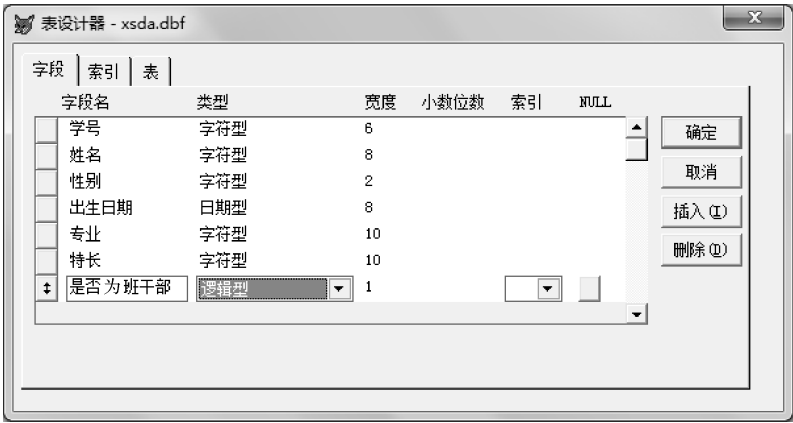 表设计器 - xsda.dbf
字段 索引 表
字段名 类型 宽度 小数位数 索引 NULL
学号 字符型 6
姓名 字符型 8
性别 字符型 2
出生日期 日期型 8
专业 字符型 10
特长 字符型 10
是否为班干部 逻辑型 1
确定
取消
插入(I)
删除(D)